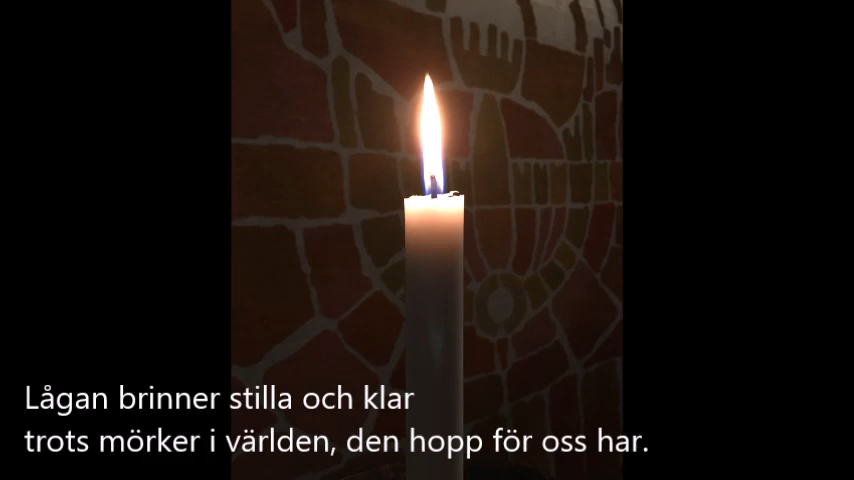 Lågan brinner stilla och klar
trots mörker i världen, den hopp för oss har.